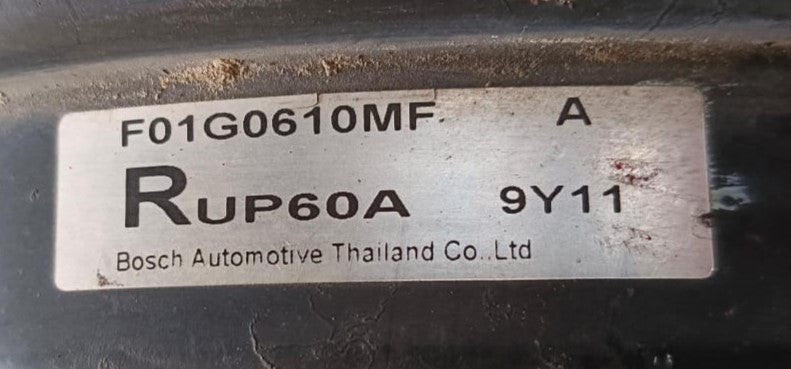 F01G0610MF A
RUP60A 9Y11
Bosch Automotive Thailand Co.,Ltd